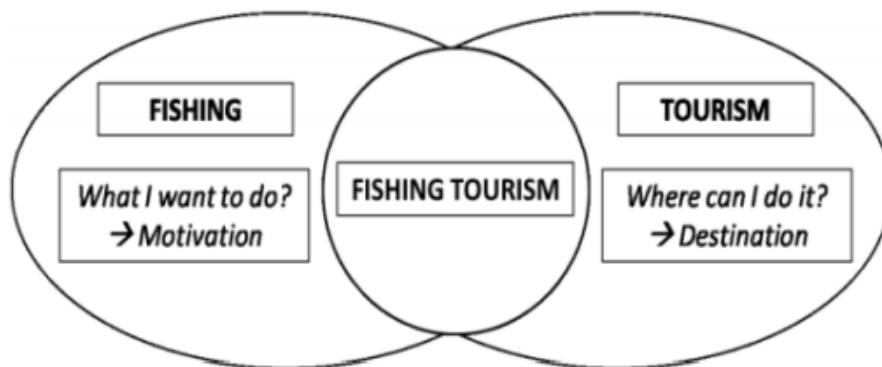 FISHING
What I want to do?
→ Motivation
FISHING TOURISM
TOURISM
Where can I do it?
→ Destination